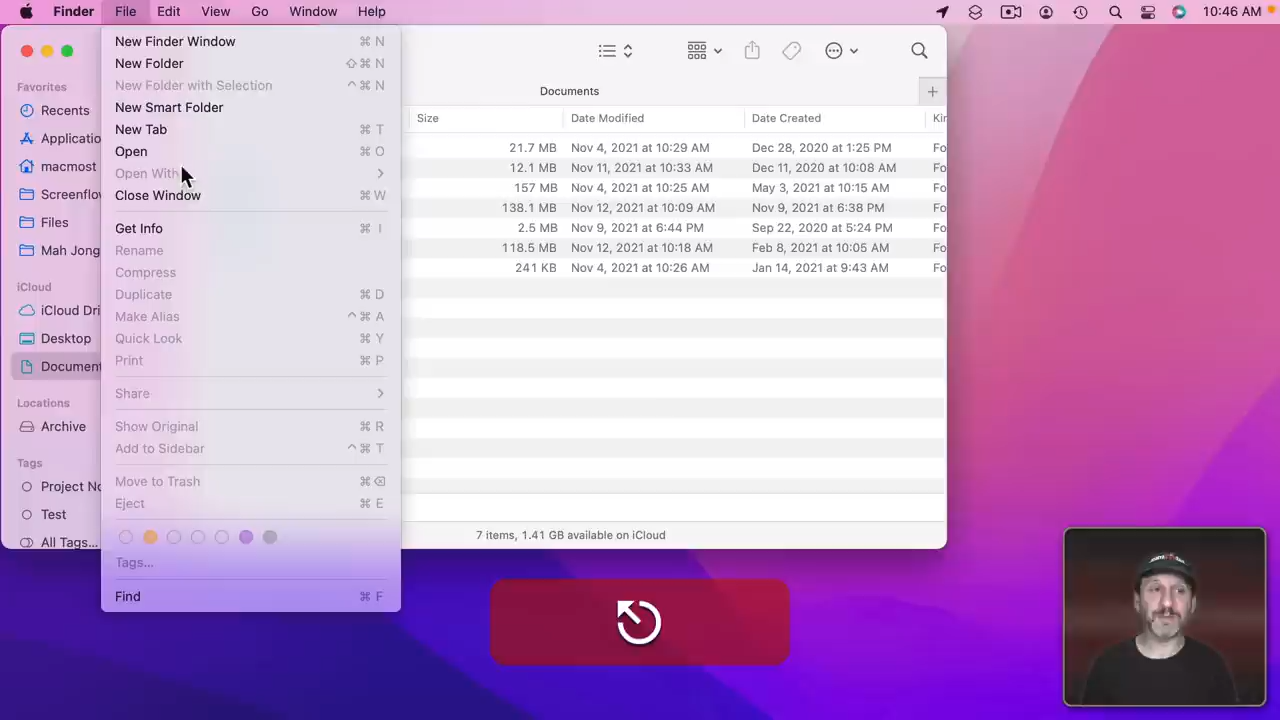 Finder File Edit View Go Window Help 10:46 AM
New Finder Window ⌘ N
New Folder ⇧⌘ N
New Folder with Selection ^⌘ N
New Smart Folder
New Tab ⌘ T
Open ⌘ O
Open With
Close Window ⌘ W
Get Info ⌘ I
Rename
Compress
Duplicate ⌘ D
Make Alias ^⌘ A
Quick Look ⌘ Y
Print ⌘ P
Share
Show Original ⌘ R
Add to Sidebar ^⌘ T
Move to Trash ⌘⌫
Eject ⌘ E
Tags...
Find ⌘ F
Favorites
Recents
Applicatio
macmost
Screenflo
Files
Mah Jong
iCloud
iCloud Dri
Desktop
Document
Locations
Archive
Tags
Project No
Test
All Tags...
Documents
Size Date Modified Date Created Kin
21.7 MB Nov 4, 2021 at 10:29 AM Dec 28, 2020 at 1:25 PM Fo
12.1 MB Nov 11, 2021 at 10:33 AM Dec 11, 2020 at 10:08 AM Fo
157 MB Nov 4, 2021 at 10:25 AM May 3, 2021 at 10:15 AM Fo
138.1 MB Nov 12, 2021 at 10:09 AM Nov 9, 2021 at 6:38 PM Fo
2.5 MB Nov 9, 2021 at 6:44 PM Sep 22, 2020 at 5:24 PM Fo
118.5 MB Nov 12, 2021 at 10:18 AM Feb 8, 2021 at 10:05 AM Fo
241 KB Nov 4, 2021 at 10:26 AM Jan 14, 2021 at 9:43 AM Fo
7 items, 1.41 GB available on iCloud